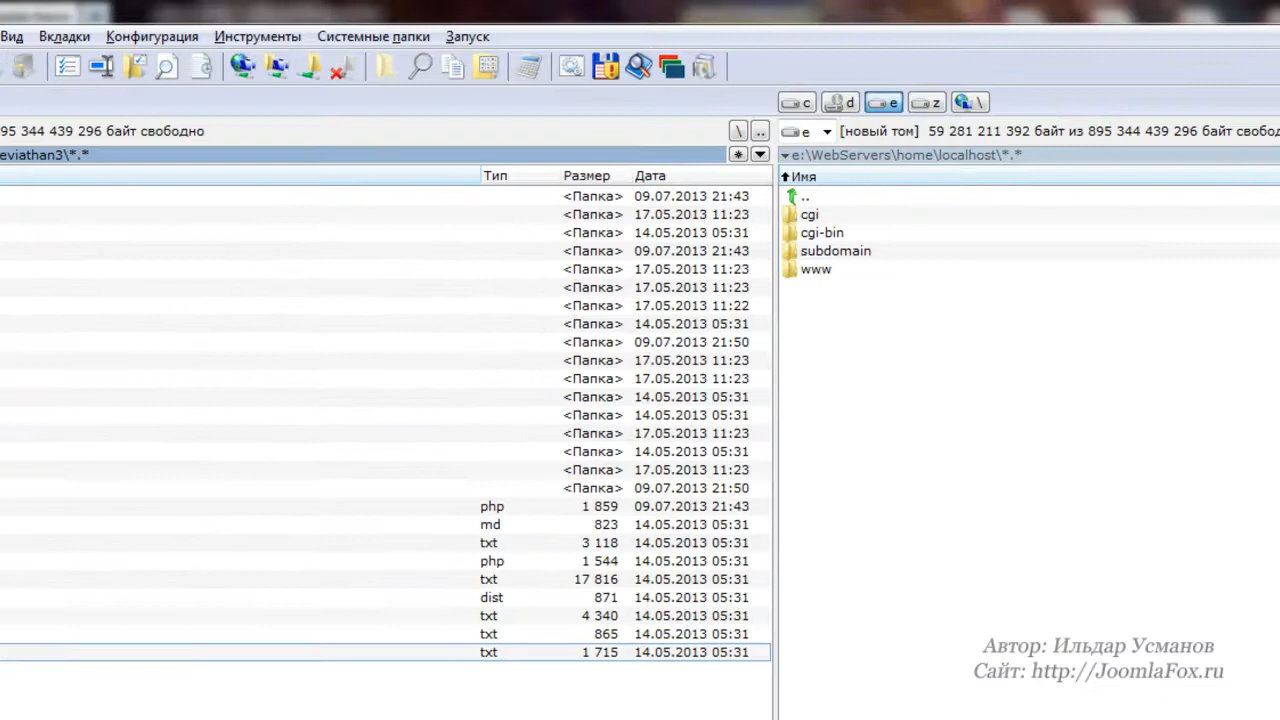 Вид Вкладки Конфигурация Инструменты Системные папки Запуск
c d e z \
95 344 439 296 байт свободно \ ..
e [новый том] 59 281 211 392 байт из 895 344 439 296 байт свобод
eviathan3\*.*
e:\WebServers\home\localhost\*.*
Тип Размер Дата
Имя
<Папка> 09.07.2013 21:43
<Папка> 17.05.2013 11:23
<Папка> 14.05.2013 05:31
<Папка> 09.07.2013 21:43
<Папка> 17.05.2013 11:23
<Папка> 17.05.2013 11:23
<Папка> 17.05.2013 11:22
<Папка> 14.05.2013 05:31
<Папка> 09.07.2013 21:50
<Папка> 17.05.2013 11:23
<Папка> 17.05.2013 11:23
<Папка> 14.05.2013 05:31
<Папка> 14.05.2013 05:31
<Папка> 17.05.2013 11:23
<Папка> 14.05.2013 05:31
<Папка> 17.05.2013 11:23
<Папка> 09.07.2013 21:50
php 1 859 09.07.2013 21:43
md 823 14.05.2013 05:31
txt 3 118 14.05.2013 05:31
php 1 544 14.05.2013 05:31
txt 17 816 14.05.2013 05:31
dist 871 14.05.2013 05:31
txt 4 340 14.05.2013 05:31
txt 865 14.05.2013 05:31
txt 1 715 14.05.2013 05:31
..
cgi
cgi-bin
subdomain
www
Автор: Ильдар Усманов
Сайт: http://JoomlaFox.ru